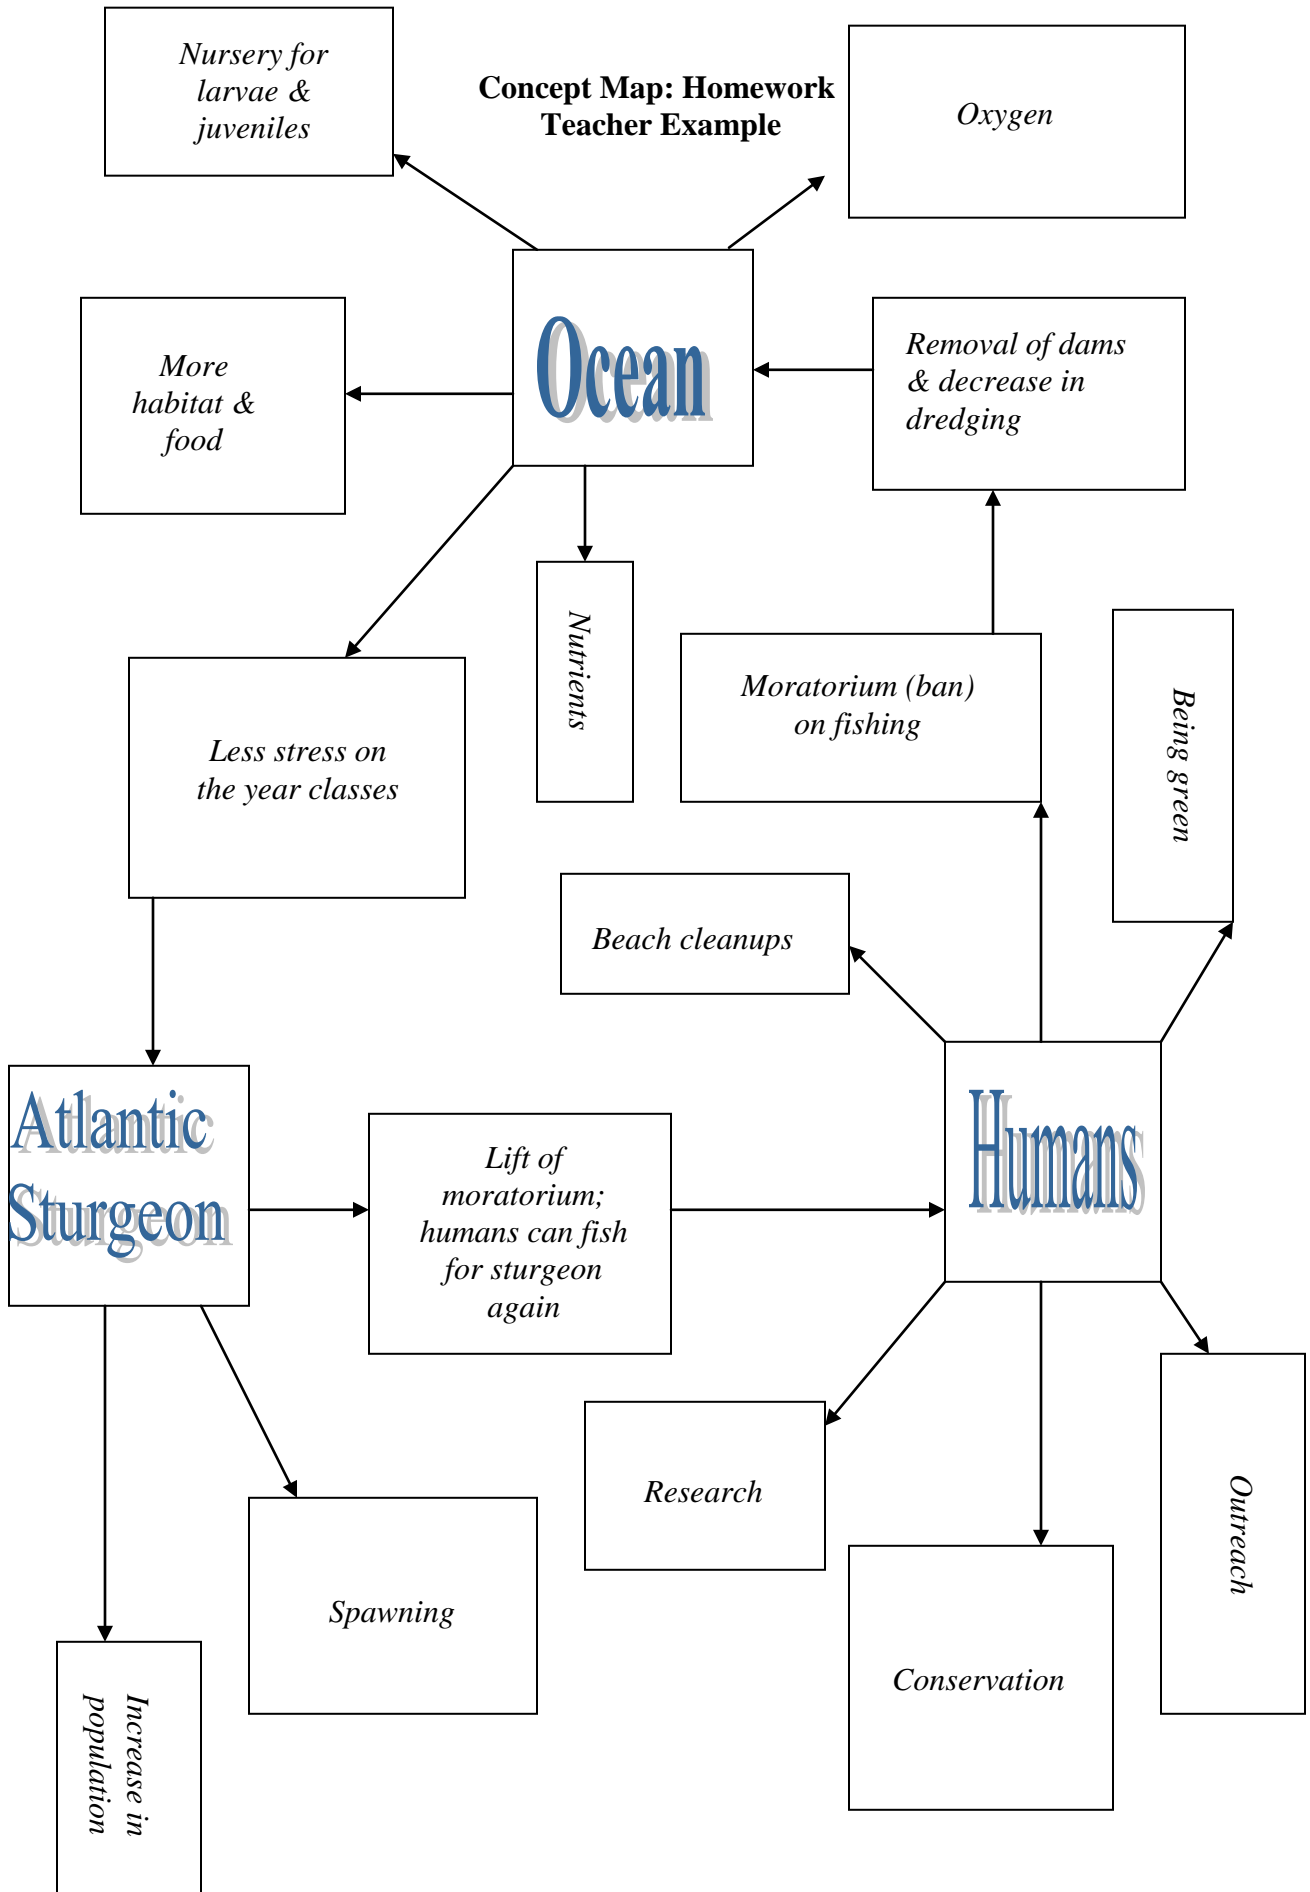 Nursery for
larvae &
juveniles
Concept Map: Homework
Teacher Example
Oxygen
Ocean
More
habitat &
food
Removal of dams
& decrease in
dredging
Nutrients
Moratorium (ban)
on fishing
Being green
Less stress on
the year classes
Beach cleanups
Atlantic
Sturgeon
Lift of
moratorium;
humans can fish
for sturgeon
again
Humans
Research
Outreach
Spawning
Conservation
Increase in
population